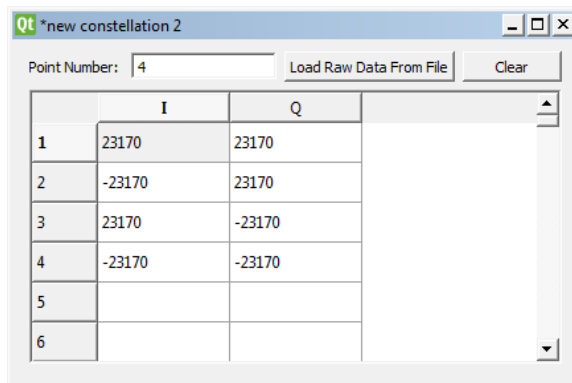 Qt *new constellation 2
Point Number: 4 Load Raw Data From File Clear
I Q
1 23170 23170
2 -23170 23170
3 23170 -23170
4 -23170 -23170
5
6